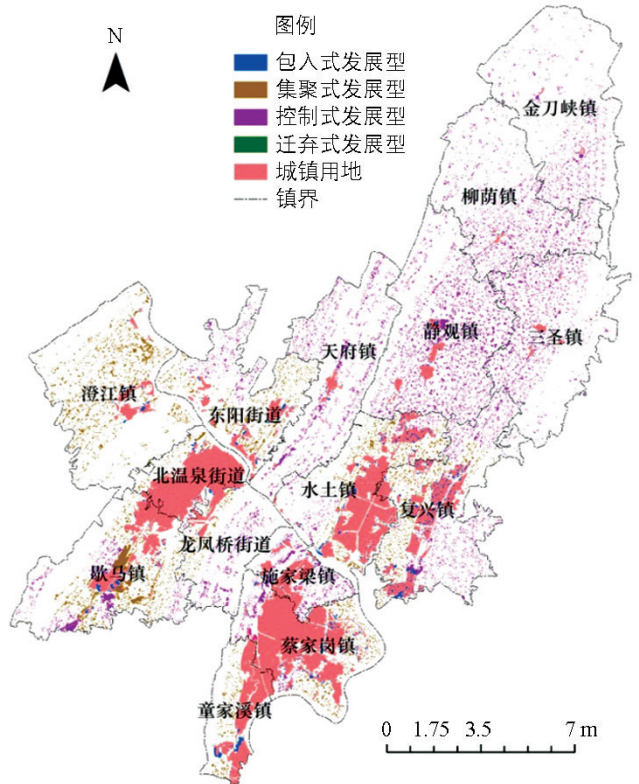 图例
N
包入式发展型
集聚式发展型
控制式发展型
迁弃式发展型
城镇用地
镇界
金刀峡镇
柳荫镇
静观镇
三圣镇
天府镇
澄江镇
东阳街道
北温泉街道
水土镇
复兴镇
龙凤桥街道
歇马镇
施家梁镇
蔡家岗镇
童家溪镇
0 1.75 3.5 7 m